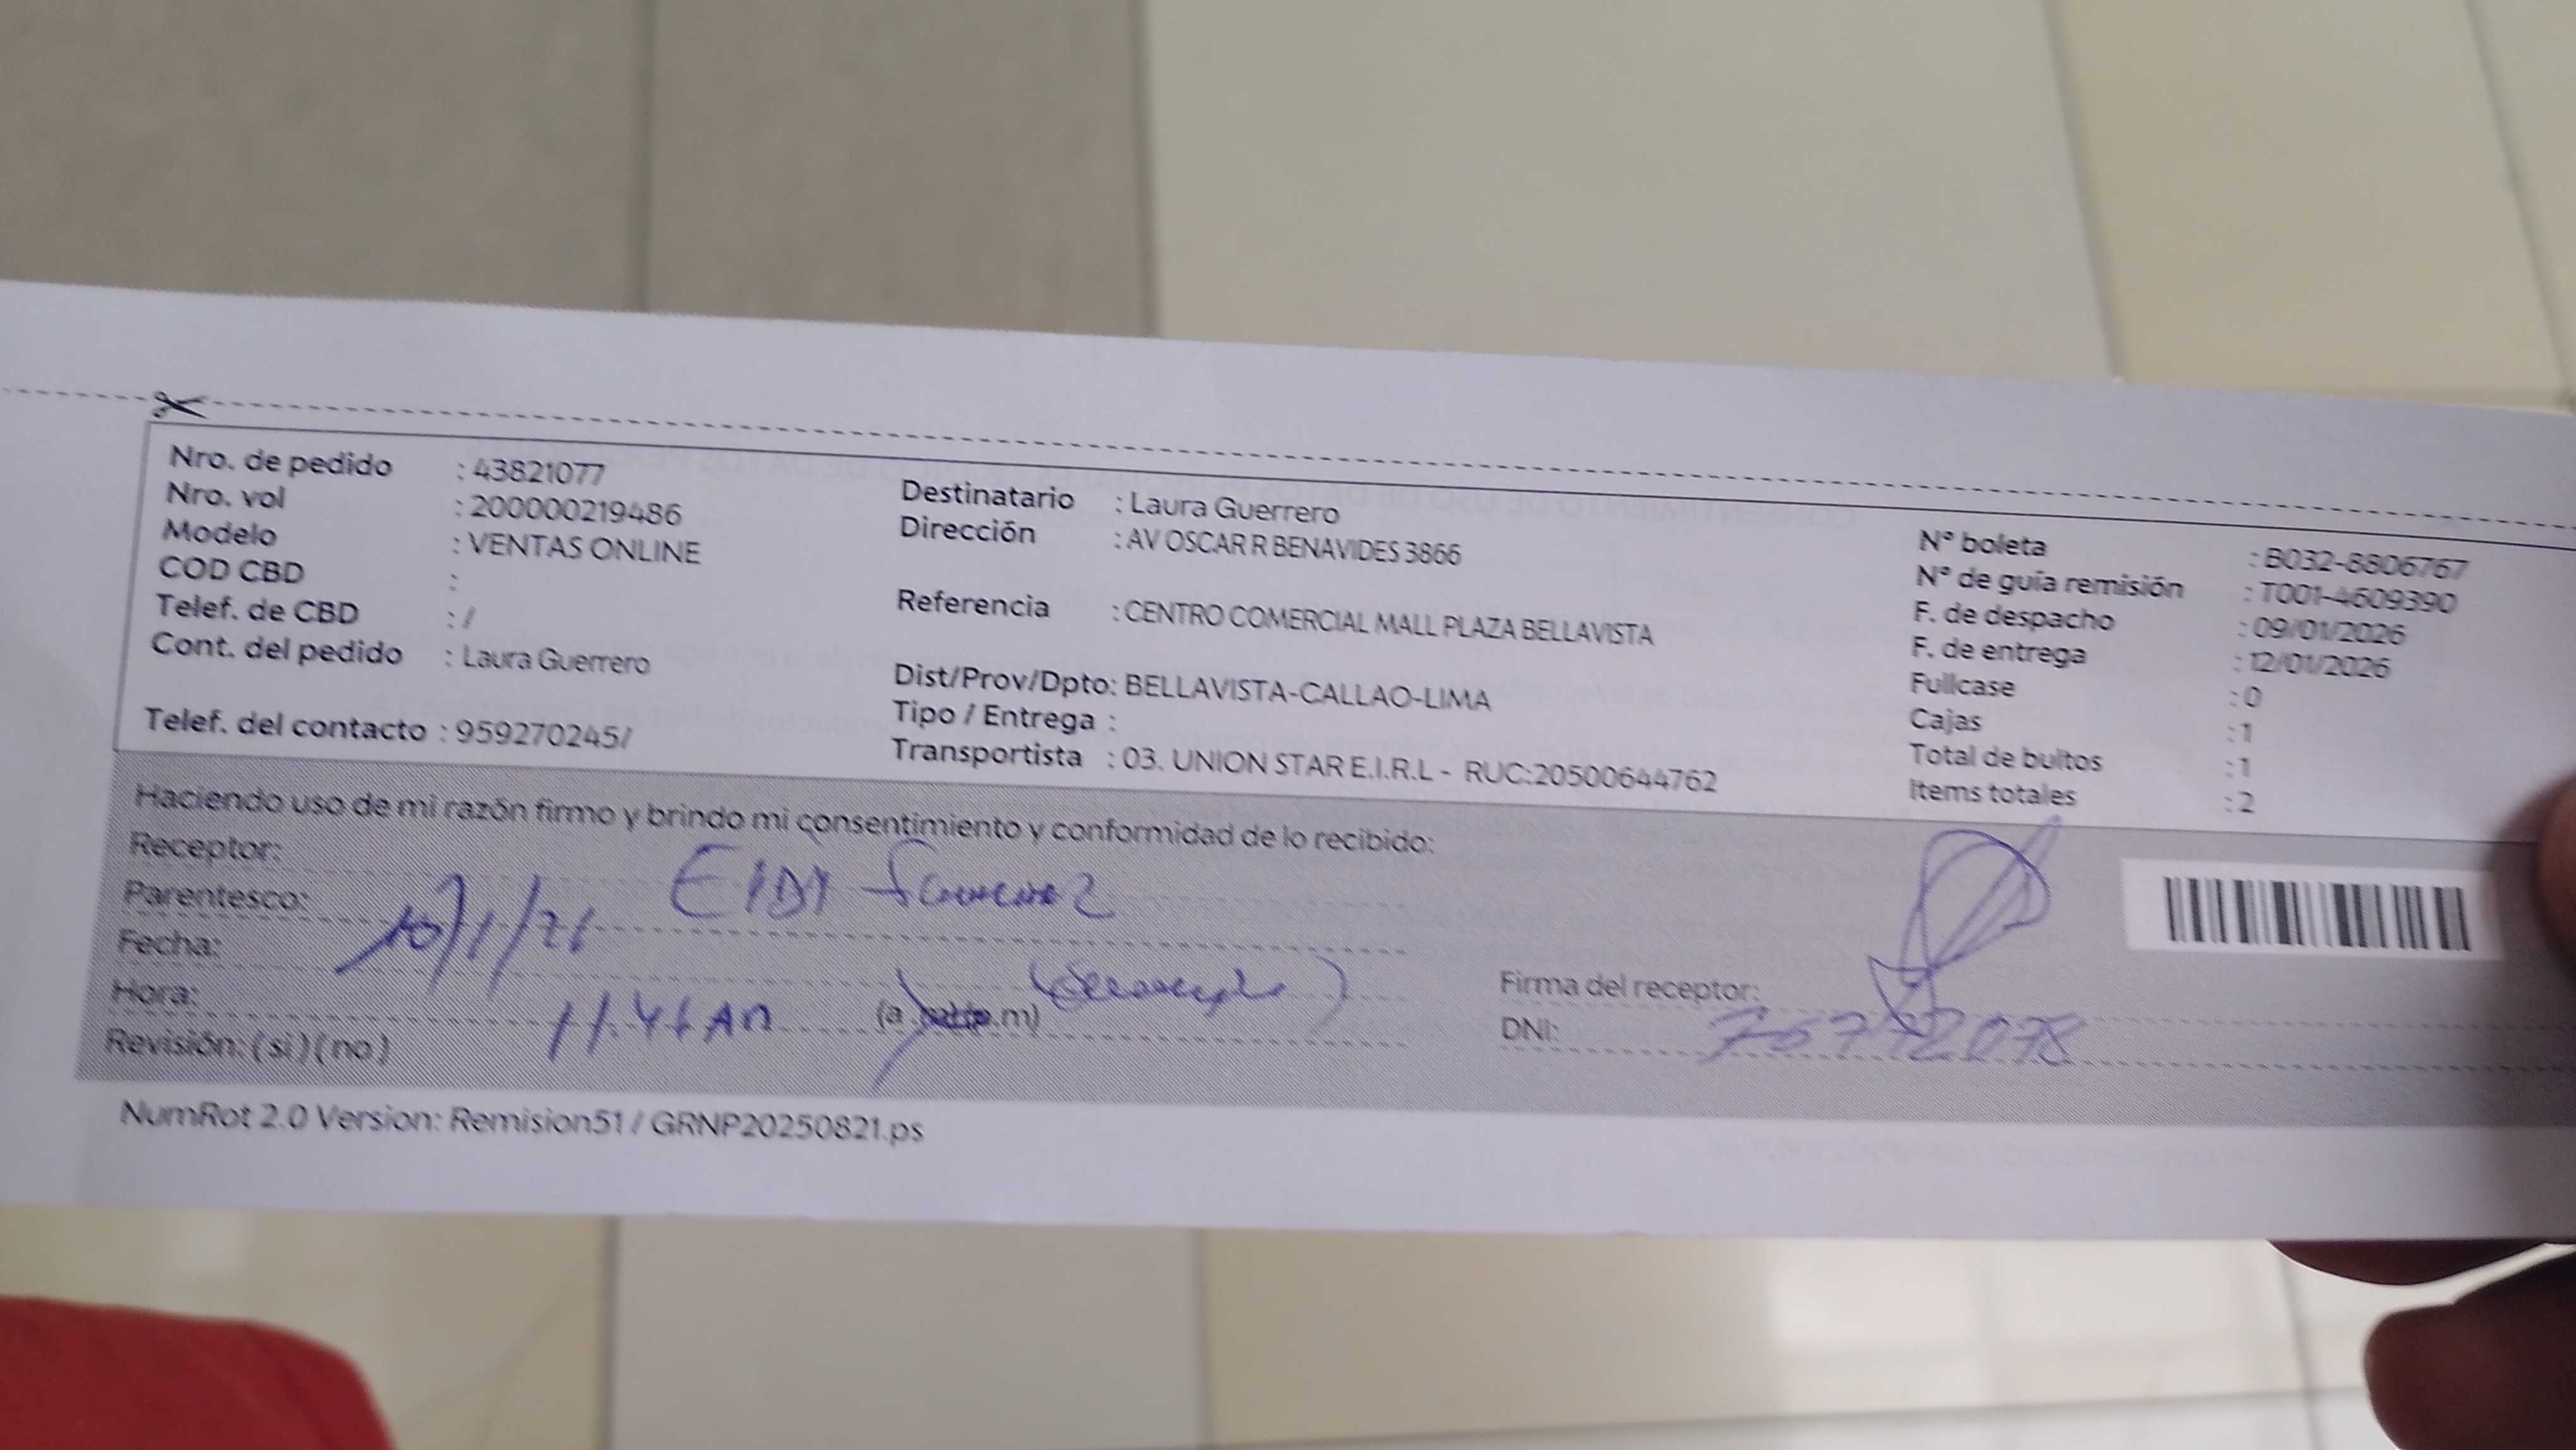 Nro. de pedido : 43821077
Nro. vol : 200000219486
Modelo : VENTAS ONLINE
COD CBD :
Telef. de CBD : /
Cont. del pedido : Laura Guerrero
Telef. del contacto : 959270245/
Destinatario : Laura Guerrero
Dirección : AV OSCAR R BENAVIDES 3866
Referencia : CENTRO COMERCIAL MALL PLAZA BELLAVISTA
Dist/Prov/Dpto: BELLAVISTA-CALLAO-LIMA
Tipo / Entrega :
Transportista : 03. UNION STAR E.I.R.L - RUC:20500644762
N° boleta : B032-8806767
N° de guía remisión : T001-4609390
F. de despacho : 09/01/2026
F. de entrega : 12/01/2026
Fullcase : 0
Cajas : 1
Total de bultos : 1
Items totales : 2
Haciendo uso de mi razón firmo y brindo mi consentimiento y conformidad de lo recibido:
Receptor:
Parentesco:
Fecha:
Hora: (a .m)
Revisión: (si) (no)
Firma del receptor:
DNI:
NumRot 2.0 Version: Remision51 / GRNP20250821.ps